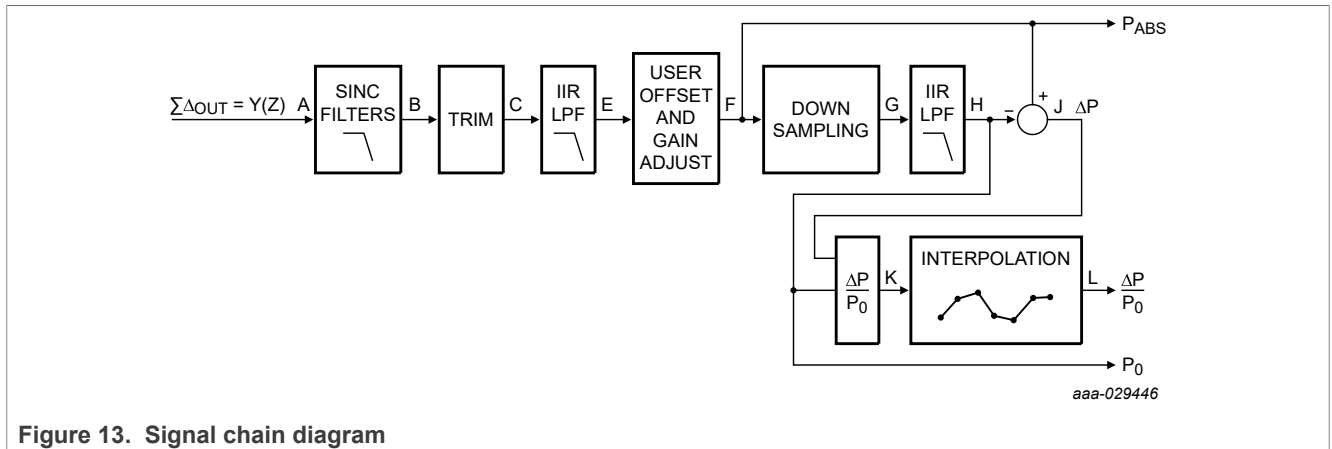 P_ABS
∑Δ_OUT = Y(Z)
A
SINC
FILTERS
B
TRIM
C
IIR
LPF
E
USER
OFFSET
AND
GAIN
ADJUST
F
DOWN
SAMPLING
G
IIR
LPF
H
−
+
J
ΔP
ΔP
P_0
K
INTERPOLATION
L
ΔP
P_0
P_0
aaa-029446
Figure 13. Signal chain diagram